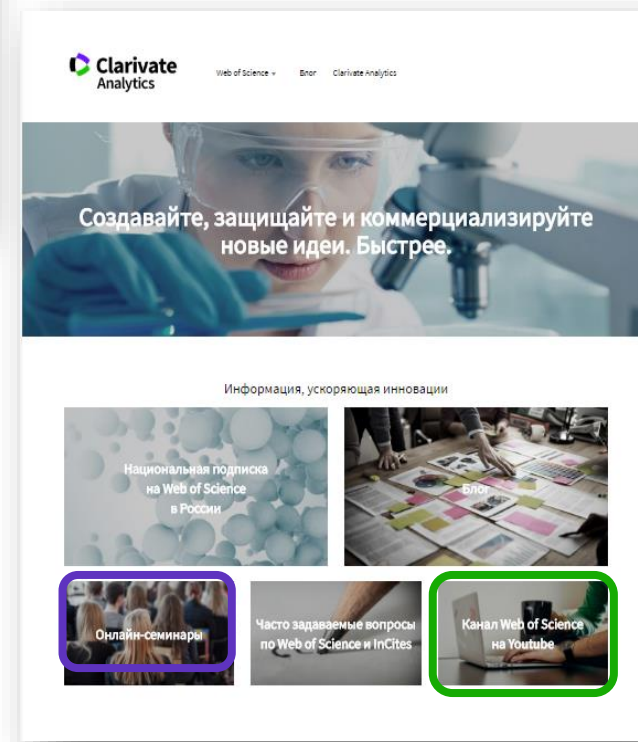 Clarivate
Analytics
Web of Science
Блог
Clarivate Analytics
Создавайте, защищайте и коммерциализируйте
новые идеи. Быстрее.
Информация, ускоряющая инновации
Национальная подписка
на Web of Science
в России
Блог
Онлайн-семинары
Часто задаваемые вопросы
по Web of Science и InCites
Канал Web of Science
на Youtube